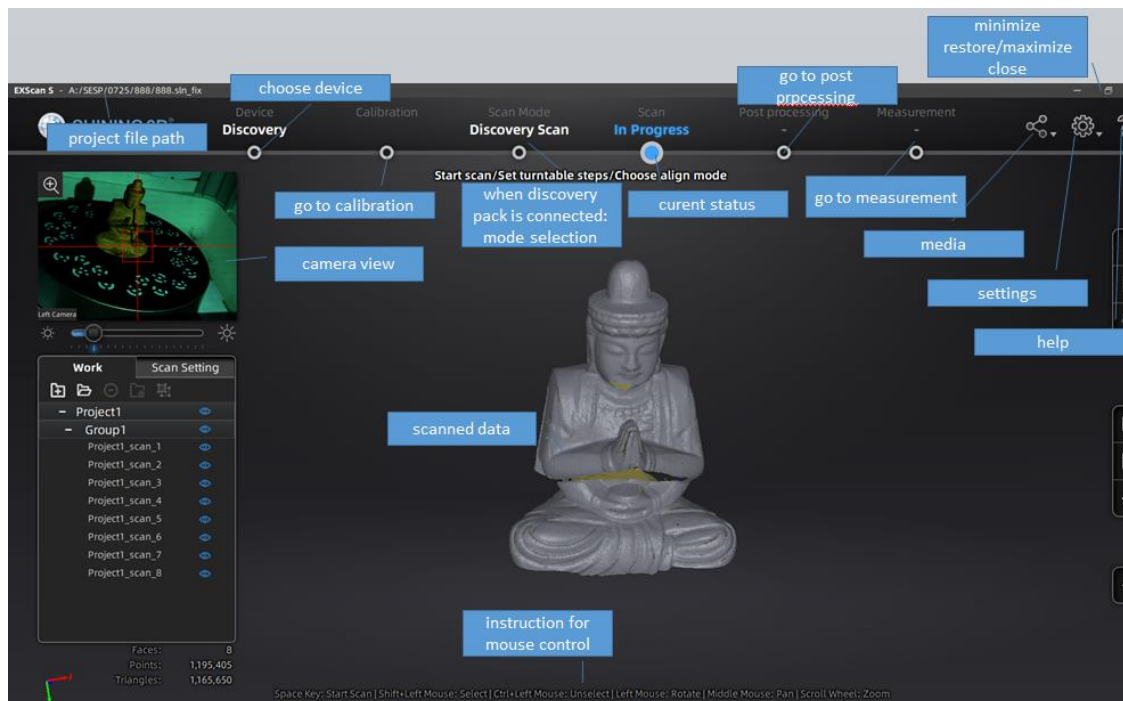 minimize
restore/maximize
close
EXScan S - A:/SESP/0725/888/888.sln_fix
choose device
go to post
prpcessing
Device
Calibration
Scan Mode
Scan
Post processing
Measurement
Discovery
Discovery Scan
In Progress
-
-
project file path
Start scan/Set turntable steps/Choose align mode
go to calibration
when discovery
pack is connected:
mode selection
curent status
go to measurement
camera view
media
settings
help
Left Camera
Work
Scan Setting
Project1
Group1
Project1_scan_1
Project1_scan_2
Project1_scan_3
Project1_scan_4
Project1_scan_5
Project1_scan_6
Project1_scan_7
Project1_scan_8
scanned data
instruction for
mouse control
Faces: 8
Points: 1,195,405
Triangles: 1,165,650
Space Key: Start Scan | Shift+Left Mouse: Select | Ctrl+Left Mouse: Unselect | Left Mouse: Rotate | Middle Mouse: Pan | Scroll Wheel: Zoom